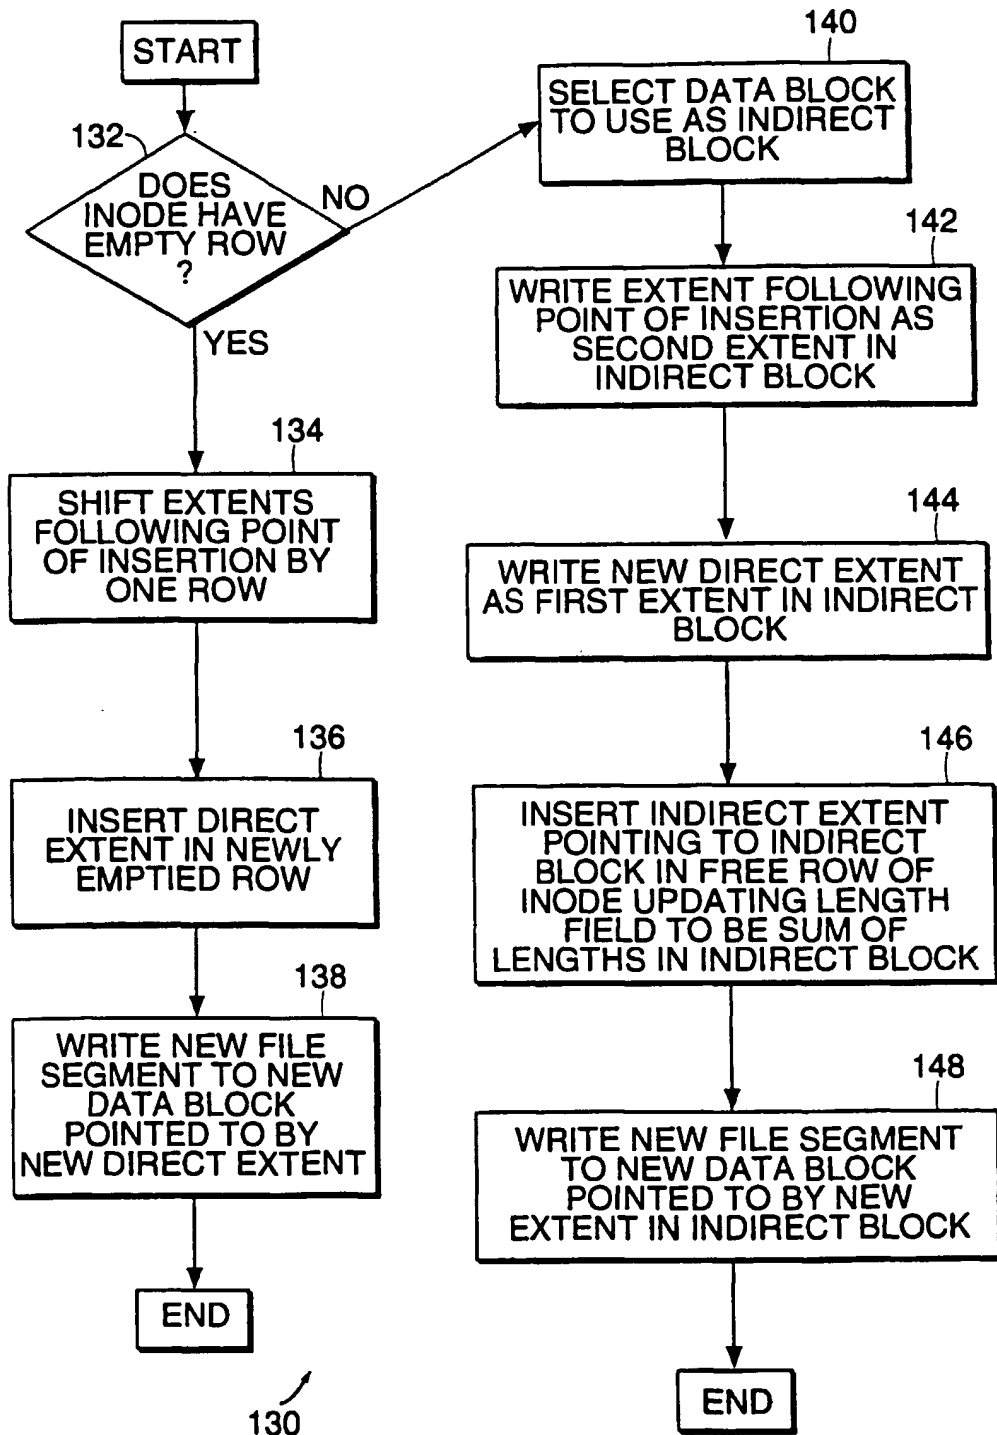 START
132
DOES
INODE HAVE
EMPTY ROW
?
NO
YES
134
SHIFT EXTENTS
FOLLOWING POINT
OF INSERTION BY
ONE ROW
136
INSERT DIRECT
EXTENT IN NEWLY
EMPTIED ROW
138
WRITE NEW FILE
SEGMENT TO NEW
DATA BLOCK
POINTED TO BY
NEW DIRECT EXTENT
END
130
140
SELECT DATA BLOCK
TO USE AS INDIRECT
BLOCK
142
WRITE EXTENT FOLLOWING
POINT OF INSERTION AS
SECOND EXTENT IN
INDIRECT BLOCK
144
WRITE NEW DIRECT EXTENT
AS FIRST EXTENT IN INDIRECT
BLOCK
146
INSERT INDIRECT EXTENT
POINTING TO INDIRECT
BLOCK IN FREE ROW OF
INODE UPDATING LENGTH
FIELD TO BE SUM OF
LENGTHS IN INDIRECT BLOCK
148
WRITE NEW FILE SEGMENT
TO NEW DATA BLOCK
POINTED TO BY NEW
EXTENT IN INDIRECT BLOCK
END